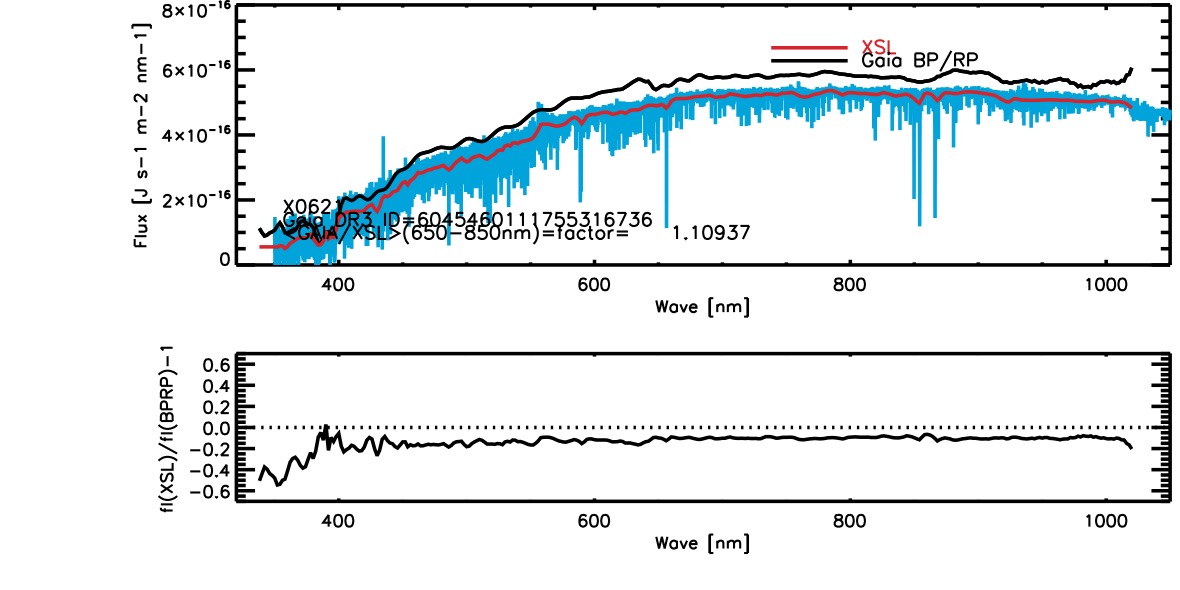 8×10−16
6×10−16
4×10−16
2×10−16
0
Flux [J s−1 m−2 nm−1]
XSL
Gaia BP/RP
X0621
Gaia DR3 ID=6045460111755316736
<GAIA/XSL>(650−850nm)=factor= 1.10937
400 600 800 1000
Wave [nm]
0.6
0.4
0.2
0.0
−0.2
−0.4
−0.6
fl(XSL)/fl(BPRP)−1
400 600 800 1000
Wave [nm]